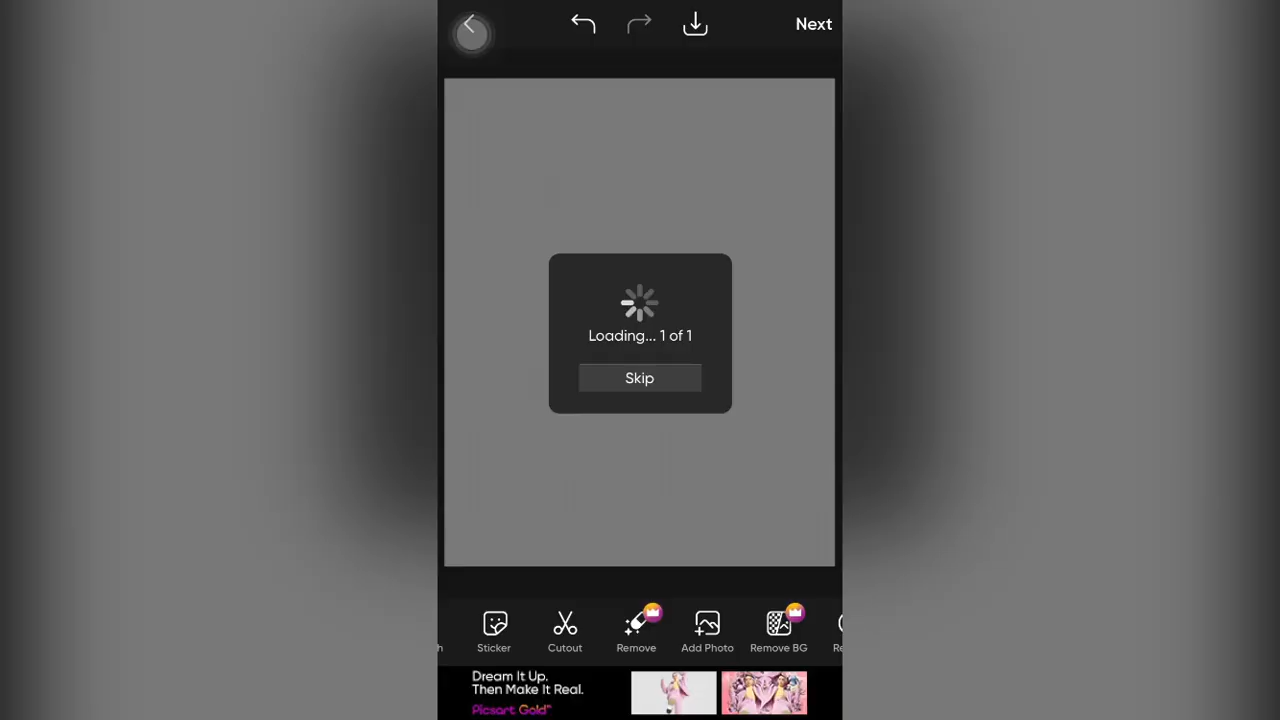 Next
Loading... 1 of 1
Skip
h
Sticker
Cutout
Remove
Add Photo
Remove BG
Re
Dream It Up.
Then Make It Real.
Picsart Gold